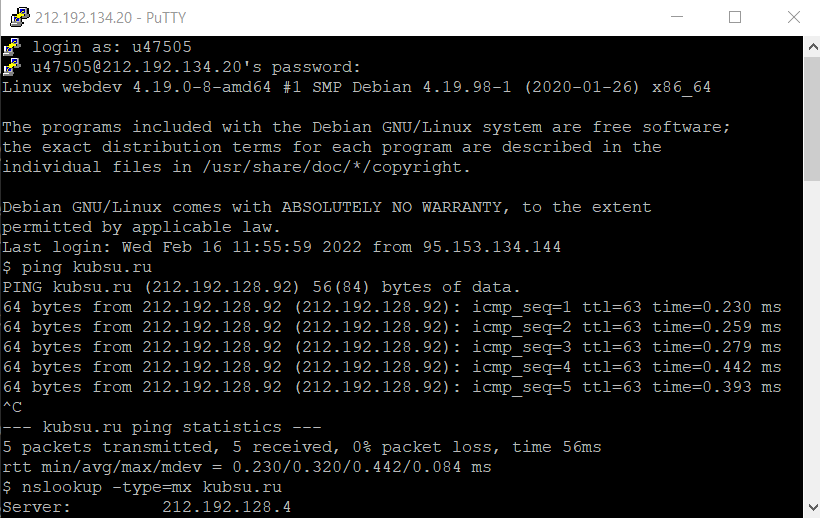 212.192.134.20 - PuTTY
login as: u47505
u47505@212.192.134.20's password:
Linux webdev 4.19.0-8-amd64 #1 SMP Debian 4.19.98-1 (2020-01-26) x86_64
The programs included with the Debian GNU/Linux system are free software;
the exact distribution terms for each program are described in the
individual files in /usr/share/doc/*/copyright.
Debian GNU/Linux comes with ABSOLUTELY NO WARRANTY, to the extent
permitted by applicable law.
Last login: Wed Feb 16 11:55:59 2022 from 95.153.134.144
$ ping kubsu.ru
PING kubsu.ru (212.192.128.92) 56(84) bytes of data.
64 bytes from 212.192.128.92 (212.192.128.92): icmp_seq=1 ttl=63 time=0.230 ms
64 bytes from 212.192.128.92 (212.192.128.92): icmp_seq=2 ttl=63 time=0.259 ms
64 bytes from 212.192.128.92 (212.192.128.92): icmp_seq=3 ttl=63 time=0.279 ms
64 bytes from 212.192.128.92 (212.192.128.92): icmp_seq=4 ttl=63 time=0.442 ms
64 bytes from 212.192.128.92 (212.192.128.92): icmp_seq=5 ttl=63 time=0.393 ms
^C
--- kubsu.ru ping statistics ---
5 packets transmitted, 5 received, 0% packet loss, time 56ms
rtt min/avg/max/mdev = 0.230/0.320/0.442/0.084 ms
$ nslookup -type=mx kubsu.ru
Server:         212.192.128.4